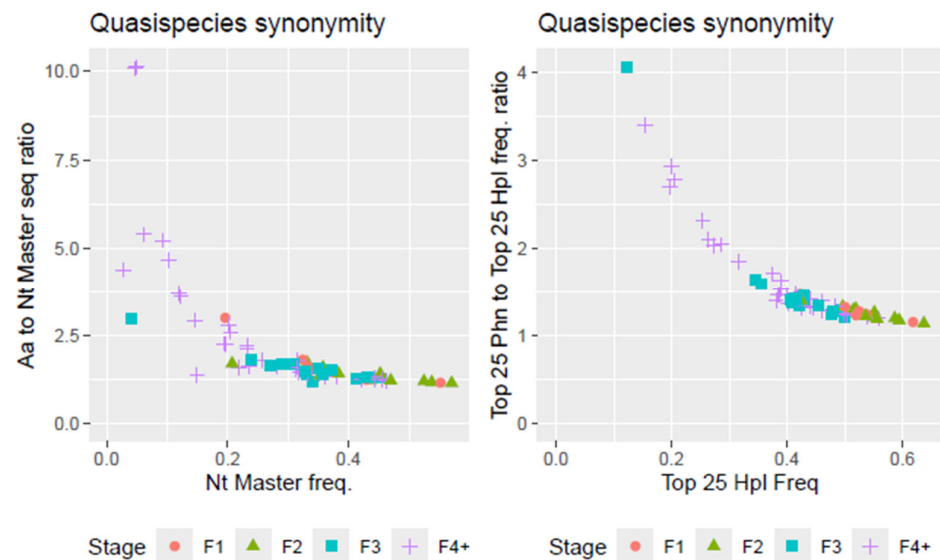 Quasispecies synonymity
Aa to Nt Master seq ratio
10.0
7.5
5.0
2.5
0.0
0.0 0.2 0.4
Nt Master freq.
Stage F1 F2 F3 F4+
Quasispecies synonymity
Top 25 Phn to Top 25 Hpl freq. ratio
4
3
2
1
0
0.0 0.2 0.4 0.6
Top 25 Hpl Freq
Stage F1 F2 F3 F4+